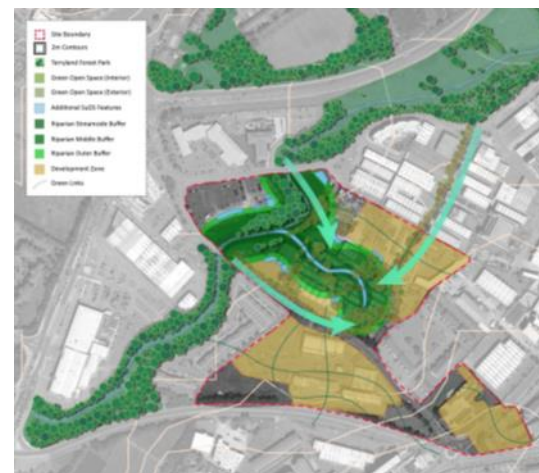 Site Boundary
2m Contours
Terryland Forest Park
Green Open Space (Interior)
Green Open Space (Exterior)
Additional SuDS Features
Riparian Streamside Buffer
Riparian Middle Buffer
Riparian Outer Buffer
Development Zone
Green Links